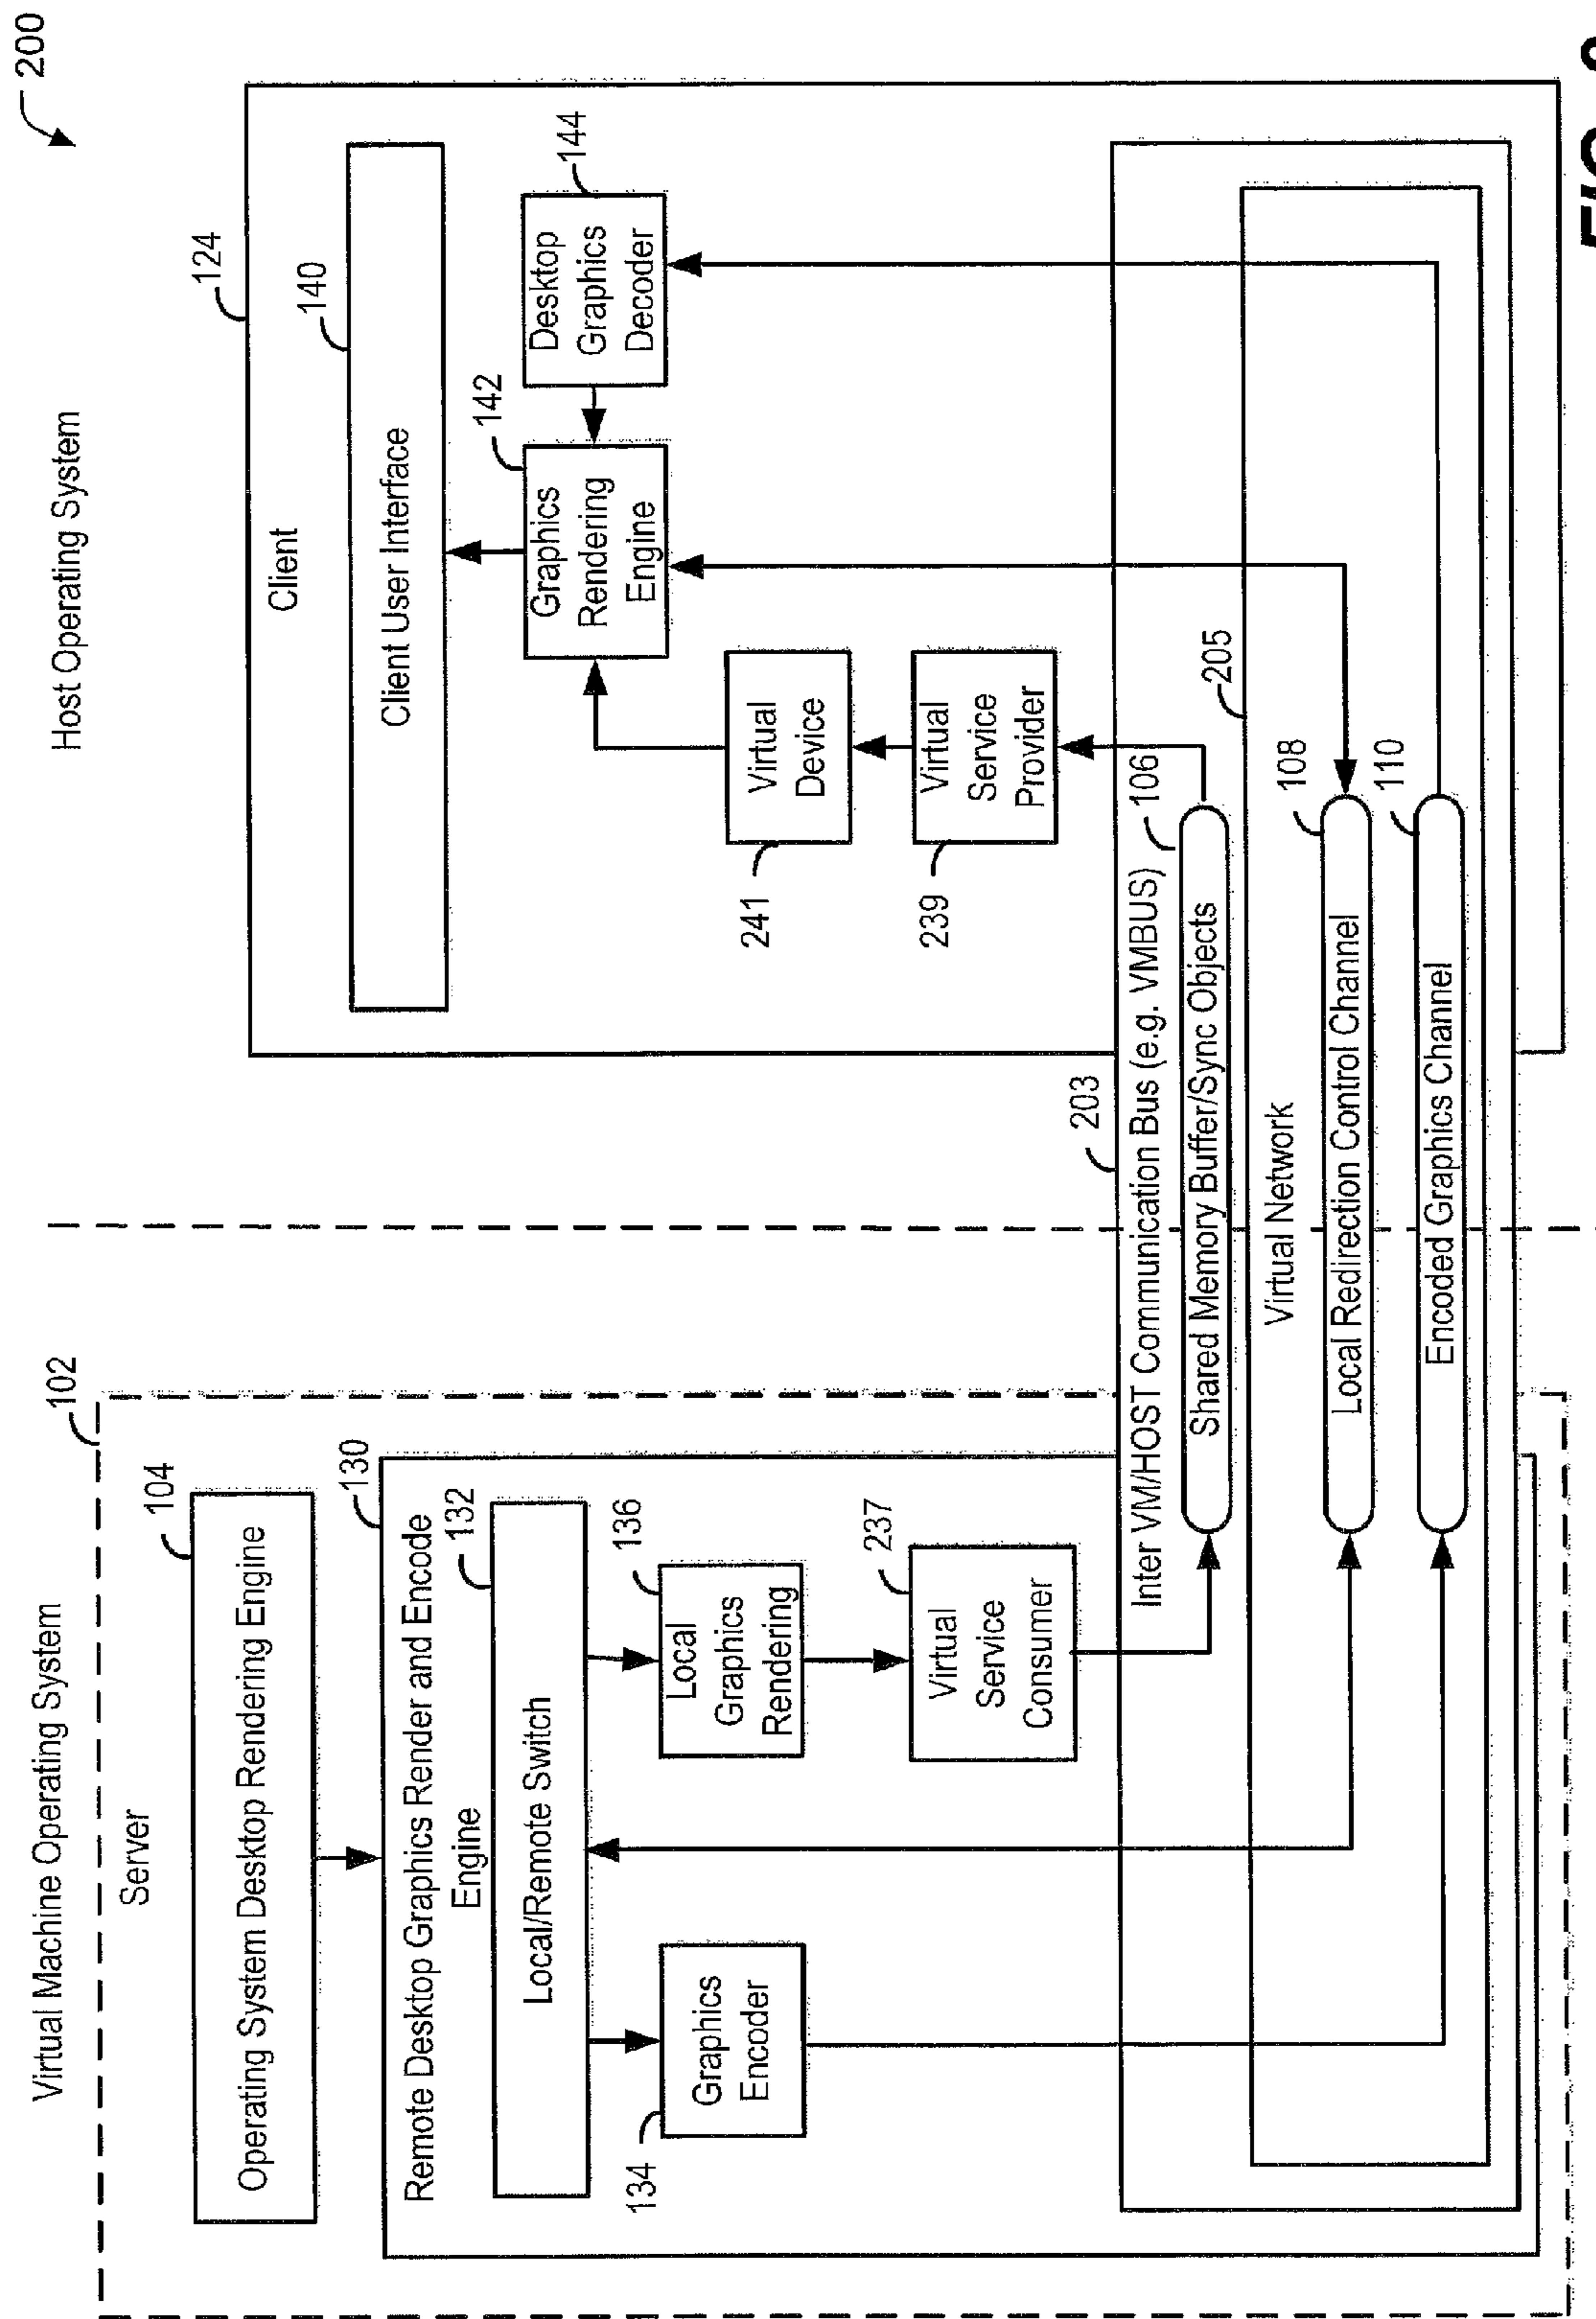 200
Virtual Machine Operating System
Host Operating System
102
Server
104
Operating System Desktop Rendering Engine
130
Remote Desktop Graphics Render and Encode
Engine
132
Local/Remote Switch
134
Graphics
Encoder
136
Local
Graphics
Rendering
237
Virtual
Service
Consumer
124
Client
140
Client User Interface
142
Graphics
Rendering
Engine
144
Desktop
Graphics
Decoder
241
Virtual
Device
239
Virtual
Service
Provider
203
Inter VM/HOST Communication Bus (e.g. VMBUS)
106
Shared Memory Buffer/Sync Objects
205
Virtual Network
108
Local Redirection Control Channel
110
Encoded Graphics Channel